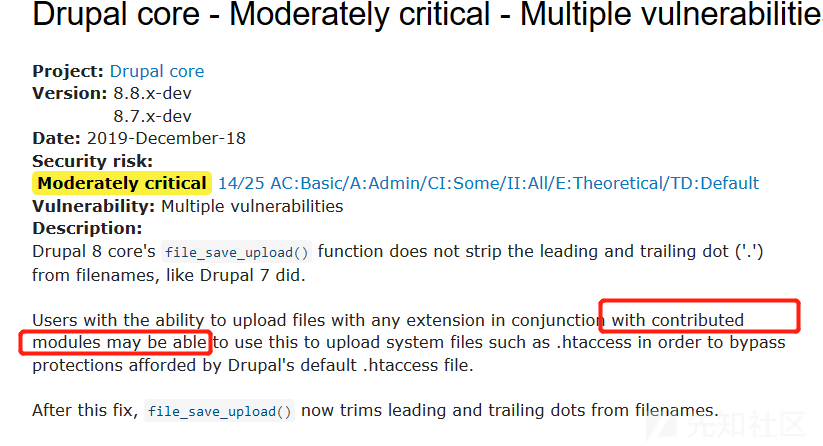 Drupal core - Moderately critical - Multiple vulnerabilitie
Project: Drupal core
Version: 8.8.x-dev
8.7.x-dev
Date: 2019-December-18
Security risk:
Moderately critical 14/25 AC:Basic/A:Admin/CI:Some/II:All/E:Theoretical/TD:Default
Vulnerability: Multiple vulnerabilities
Description:
Drupal 8 core's file_save_upload() function does not strip the leading and trailing dot ('.')
from filenames, like Drupal 7 did.
Users with the ability to upload files with any extension in conjunction with contributed
modules may be able to use this to upload system files such as .htaccess in order to bypass
protections afforded by Drupal's default .htaccess file.
After this fix, file_save_upload() now trims leading and trailing dots from filenames.
先知社区